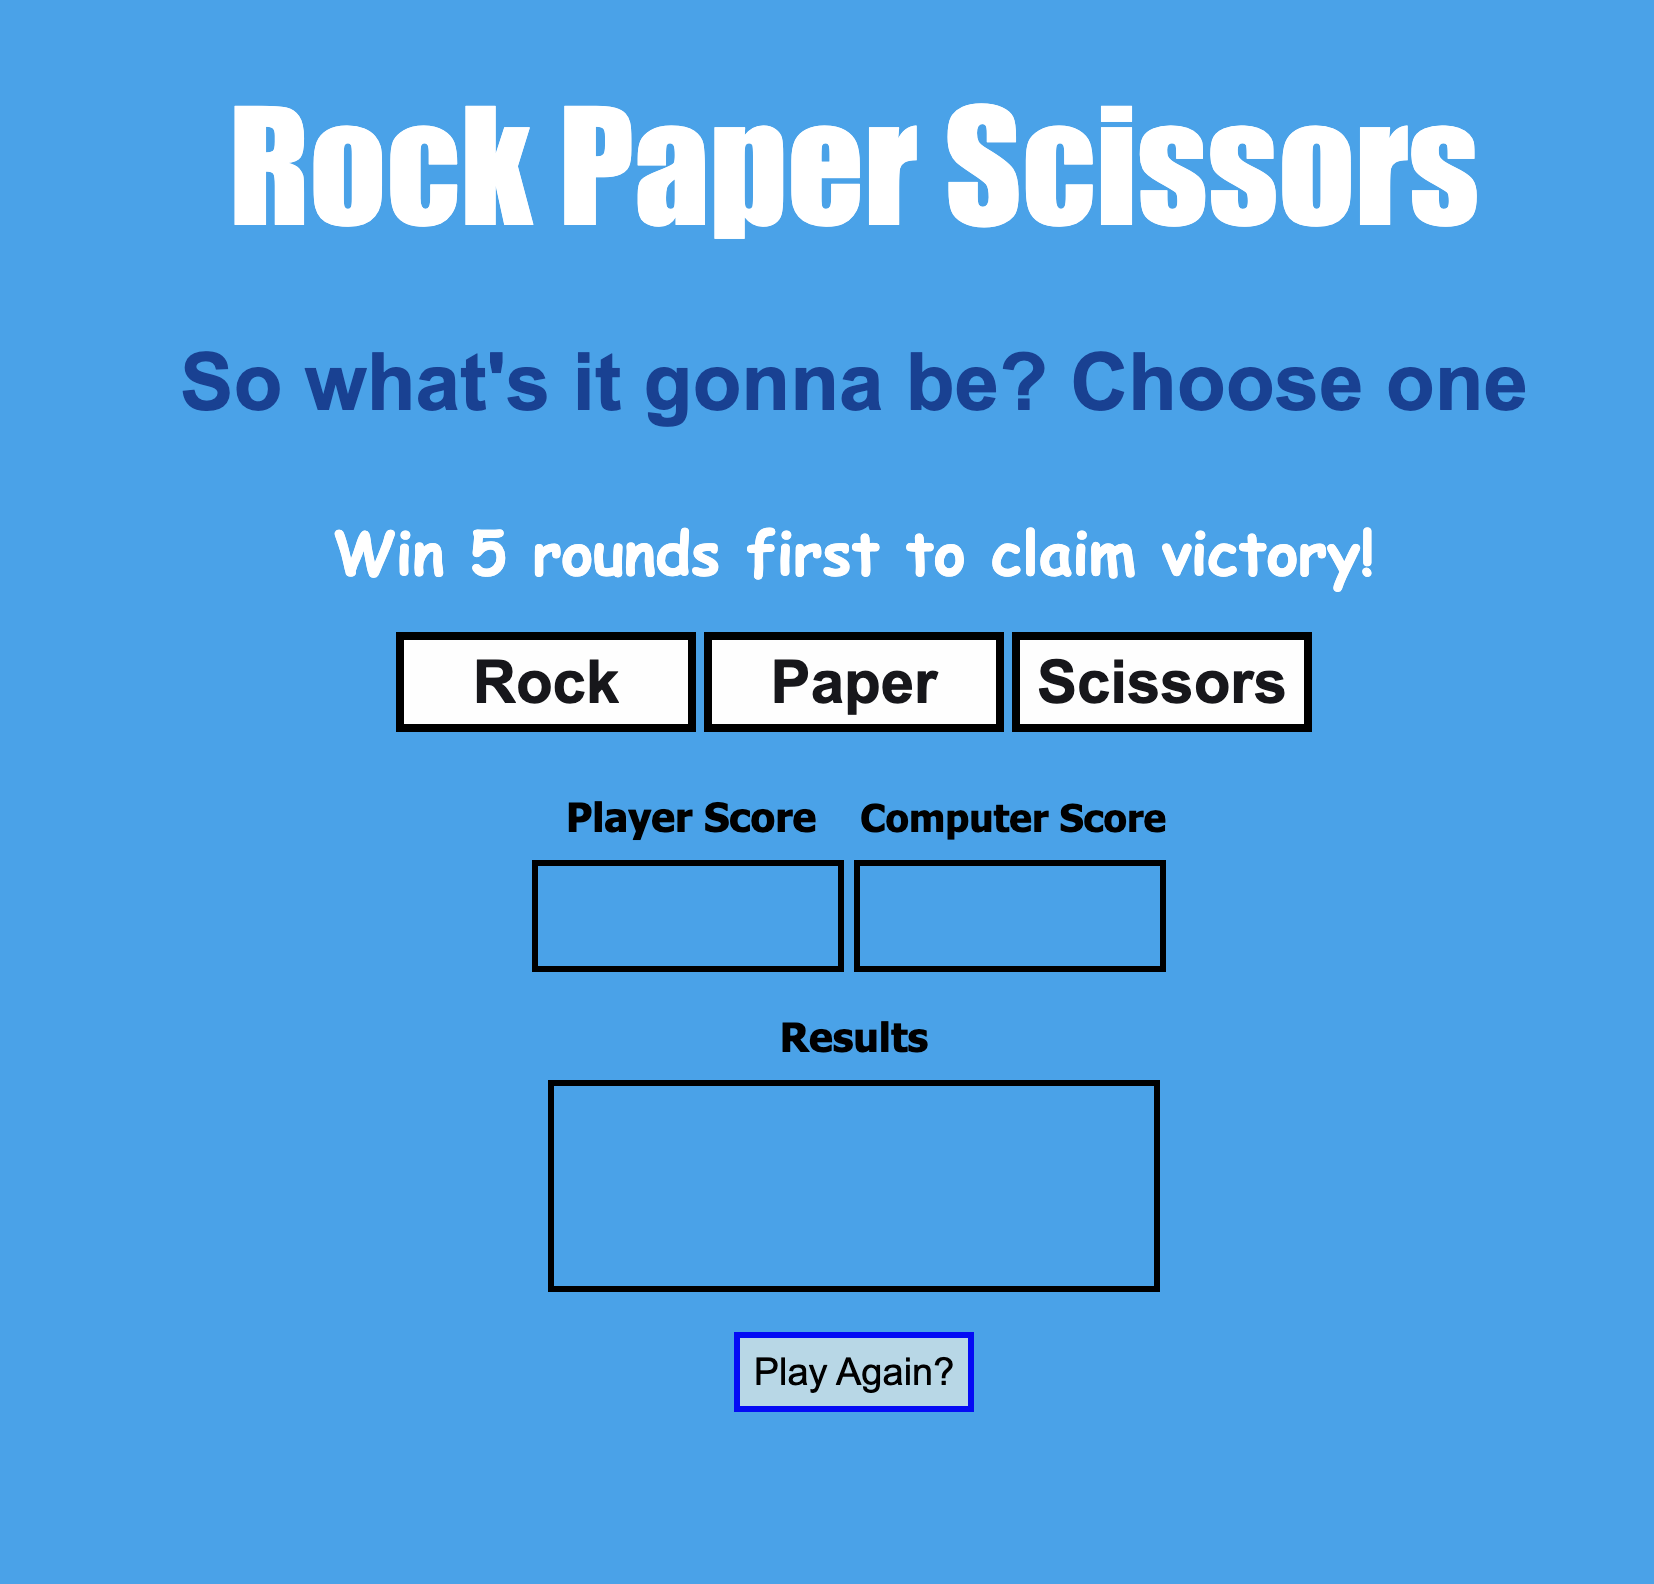 Rock Paper Scissors
So what's it gonna be? Choose one
Win 5 rounds first to claim victory!
Rock Paper Scissors
Player Score Computer Score
Results
Play Again?